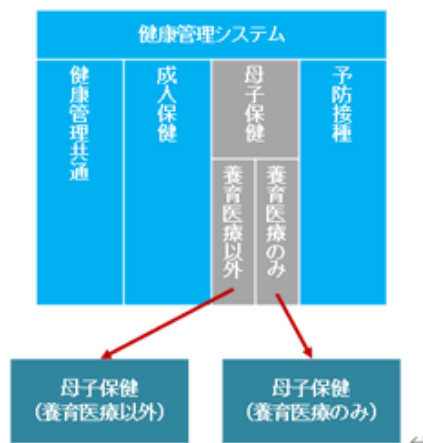 健康管理システム
健康管理共通
成人保健
母子保健
予防接種
養育医療以外
養育医療のみ
母子保健
(養育医療以外)
母子保健
(養育医療のみ)